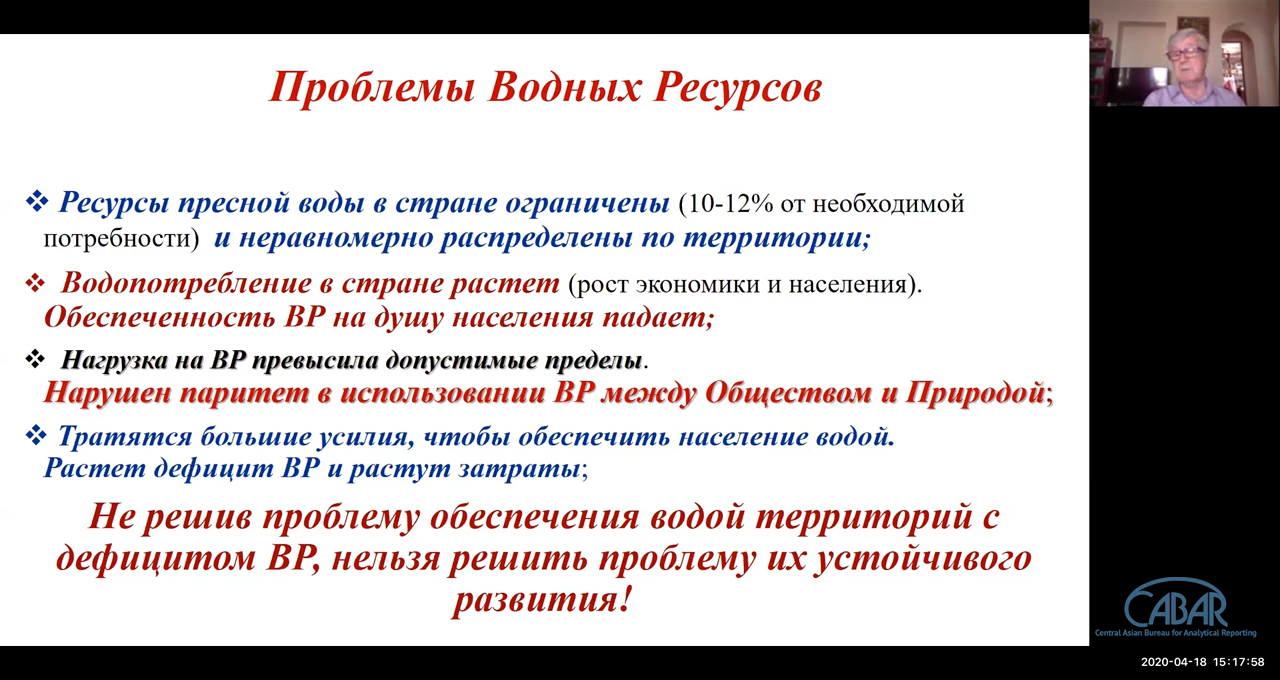 Проблемы Водных Ресурсов
❖ Ресурсы пресной воды в стране ограничены (10-12% от необходимой
потребности) и неравномерно распределены по территории;
❖ Водопотребление в стране растет (рост экономики и населения).
Обеспеченность ВР на душу населения падает;
❖ Нагрузка на ВР превысила допустимые пределы.
Нарушен паритет в использовании ВР между Обществом и Природой;
❖ Тратятся большие усилия, чтобы обеспечить население водой.
Растет дефицит ВР и растут затраты;
Не решив проблему обеспечения водой территорий с
дефицитом ВР, нельзя решить проблему их устойчивого
развития!
CABAR
Central Asian Bureau for Analytical Reporting
2020-04-18 15:17:58